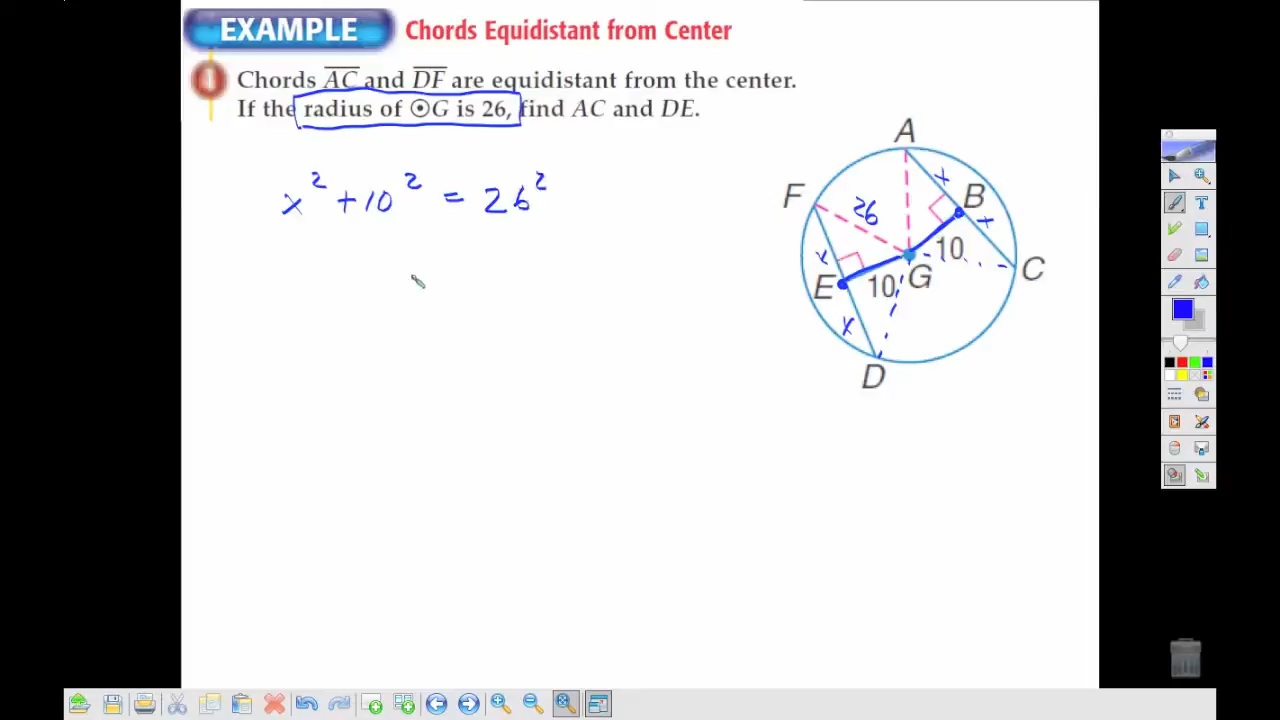 EXAMPLE Chords Equidistant from Center
1 Chords AC and DF are equidistant from the center.
If the radius of ⊙G is 26, find AC and DE.
x² + 10² = 26²
A
F 26 x B
x
x 10 C
E 10 G
x
D